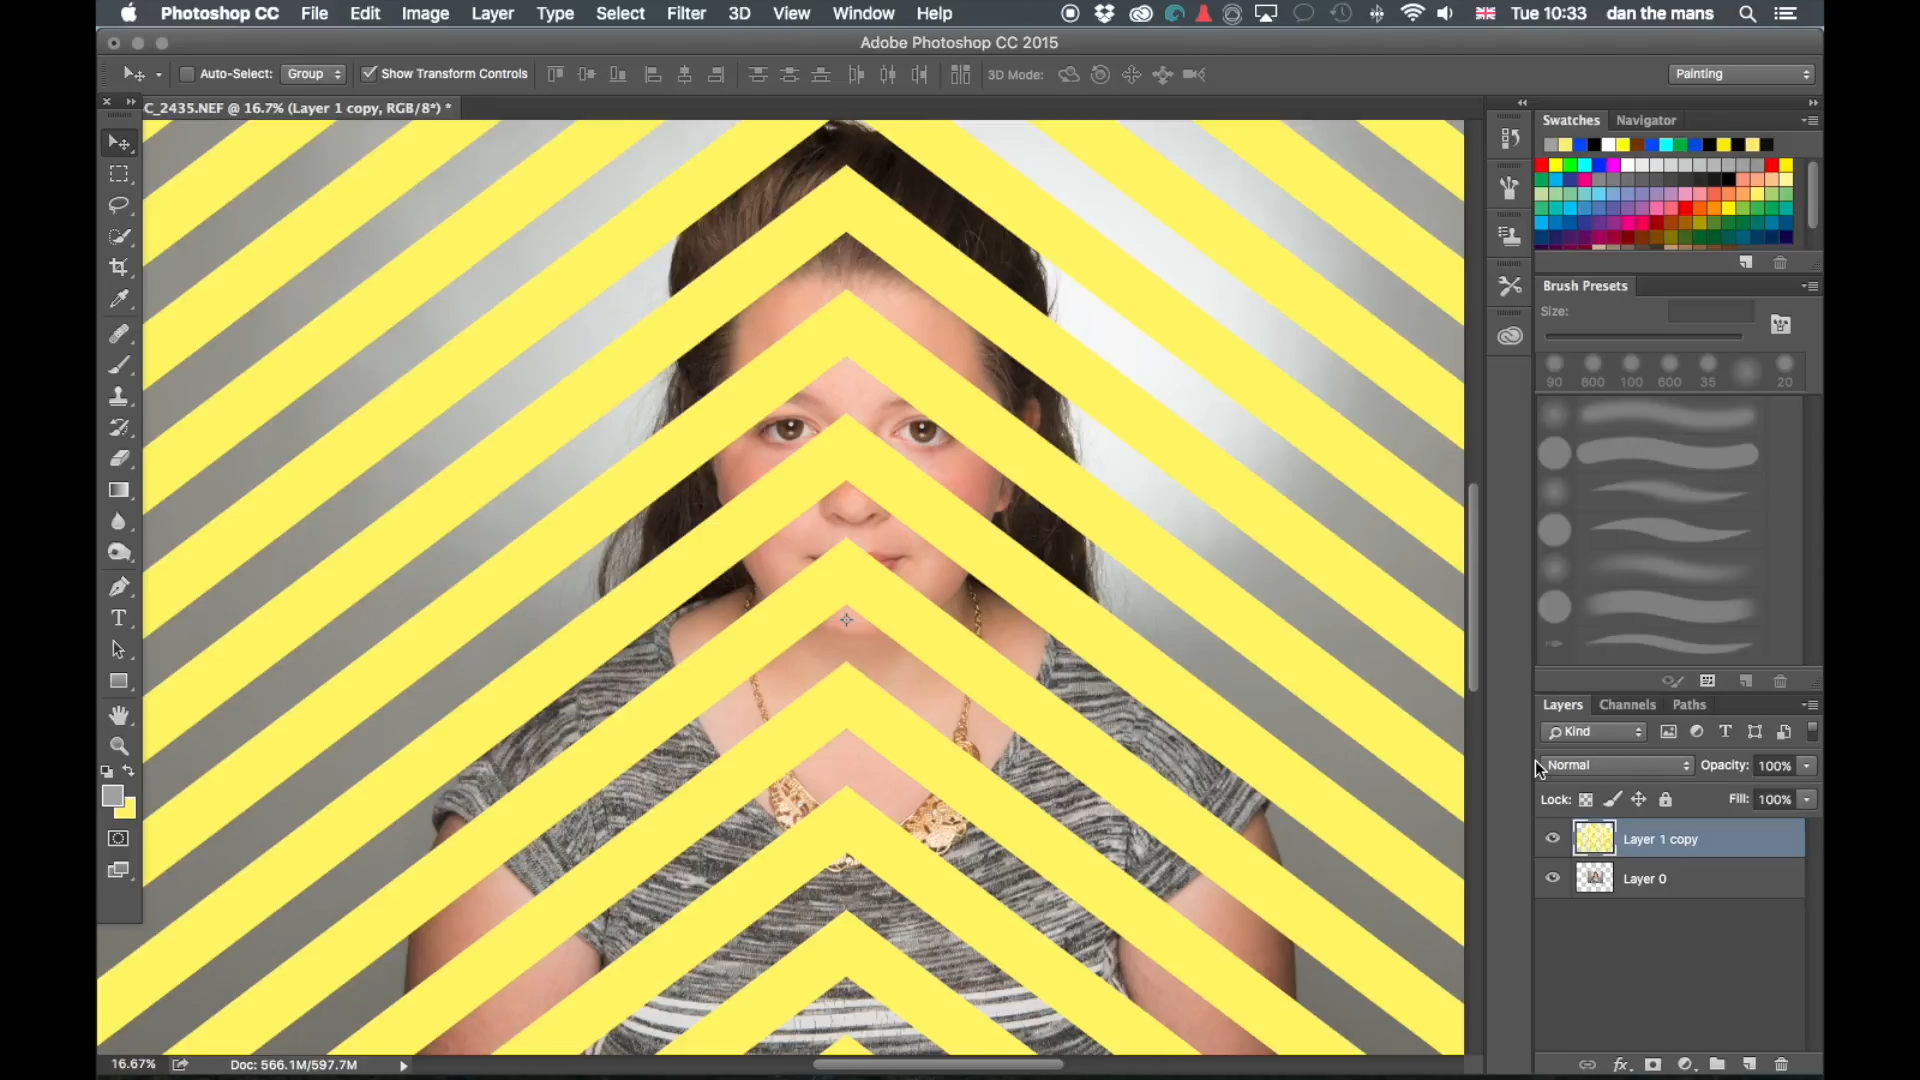 Photoshop CC File Edit Image Layer Type Select Filter 3D View Window Help Tue 10:33 dan the mans
Adobe Photoshop CC 2015
Auto-Select: Group Show Transform Controls 3D Mode: Painting
C_2435.NEF @ 16.7% (Layer 1 copy, RGB/8*) *
Swatches Navigator
Brush Presets
Size:
90 800 100 600 35 20
Layers Channels Paths
Kind
Normal Opacity: 100%
Lock: Fill: 100%
Layer 1 copy
Layer 0
16.67% Doc: 566.1M/597.7M